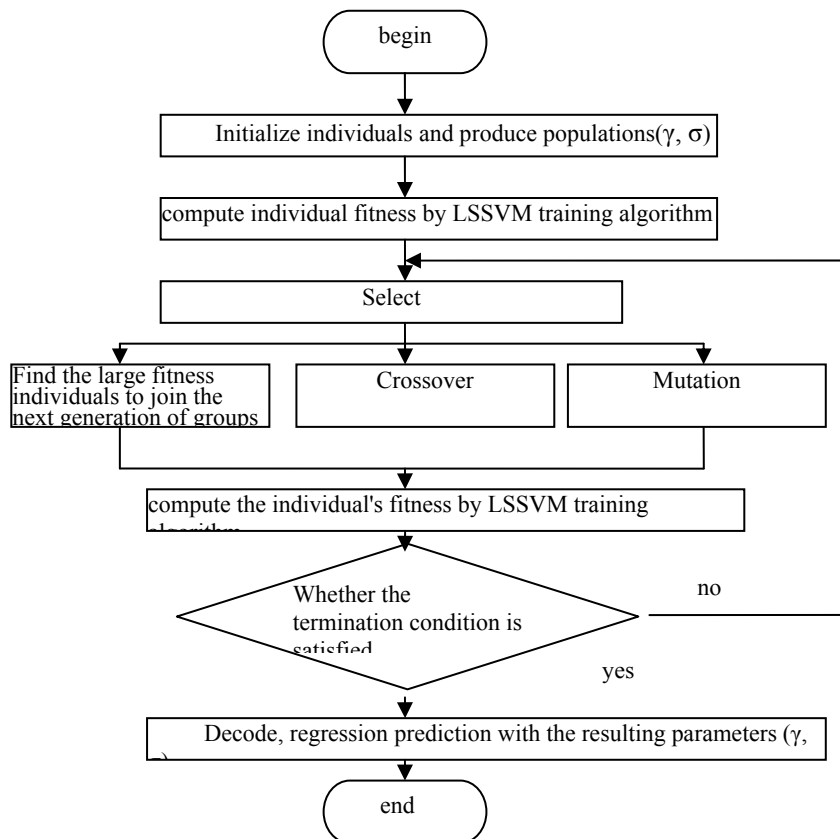 begin
Initialize individuals and produce populations(γ, σ)
compute individual fitness by LSSVM training algorithm
Select
Find the large fitness
individuals to join the
next generation of groups
Crossover
Mutation
compute the individual's fitness by LSSVM training
algorithm
Whether the
termination condition is
satisfied
no
yes
Decode, regression prediction with the resulting parameters (γ,
σ)
end